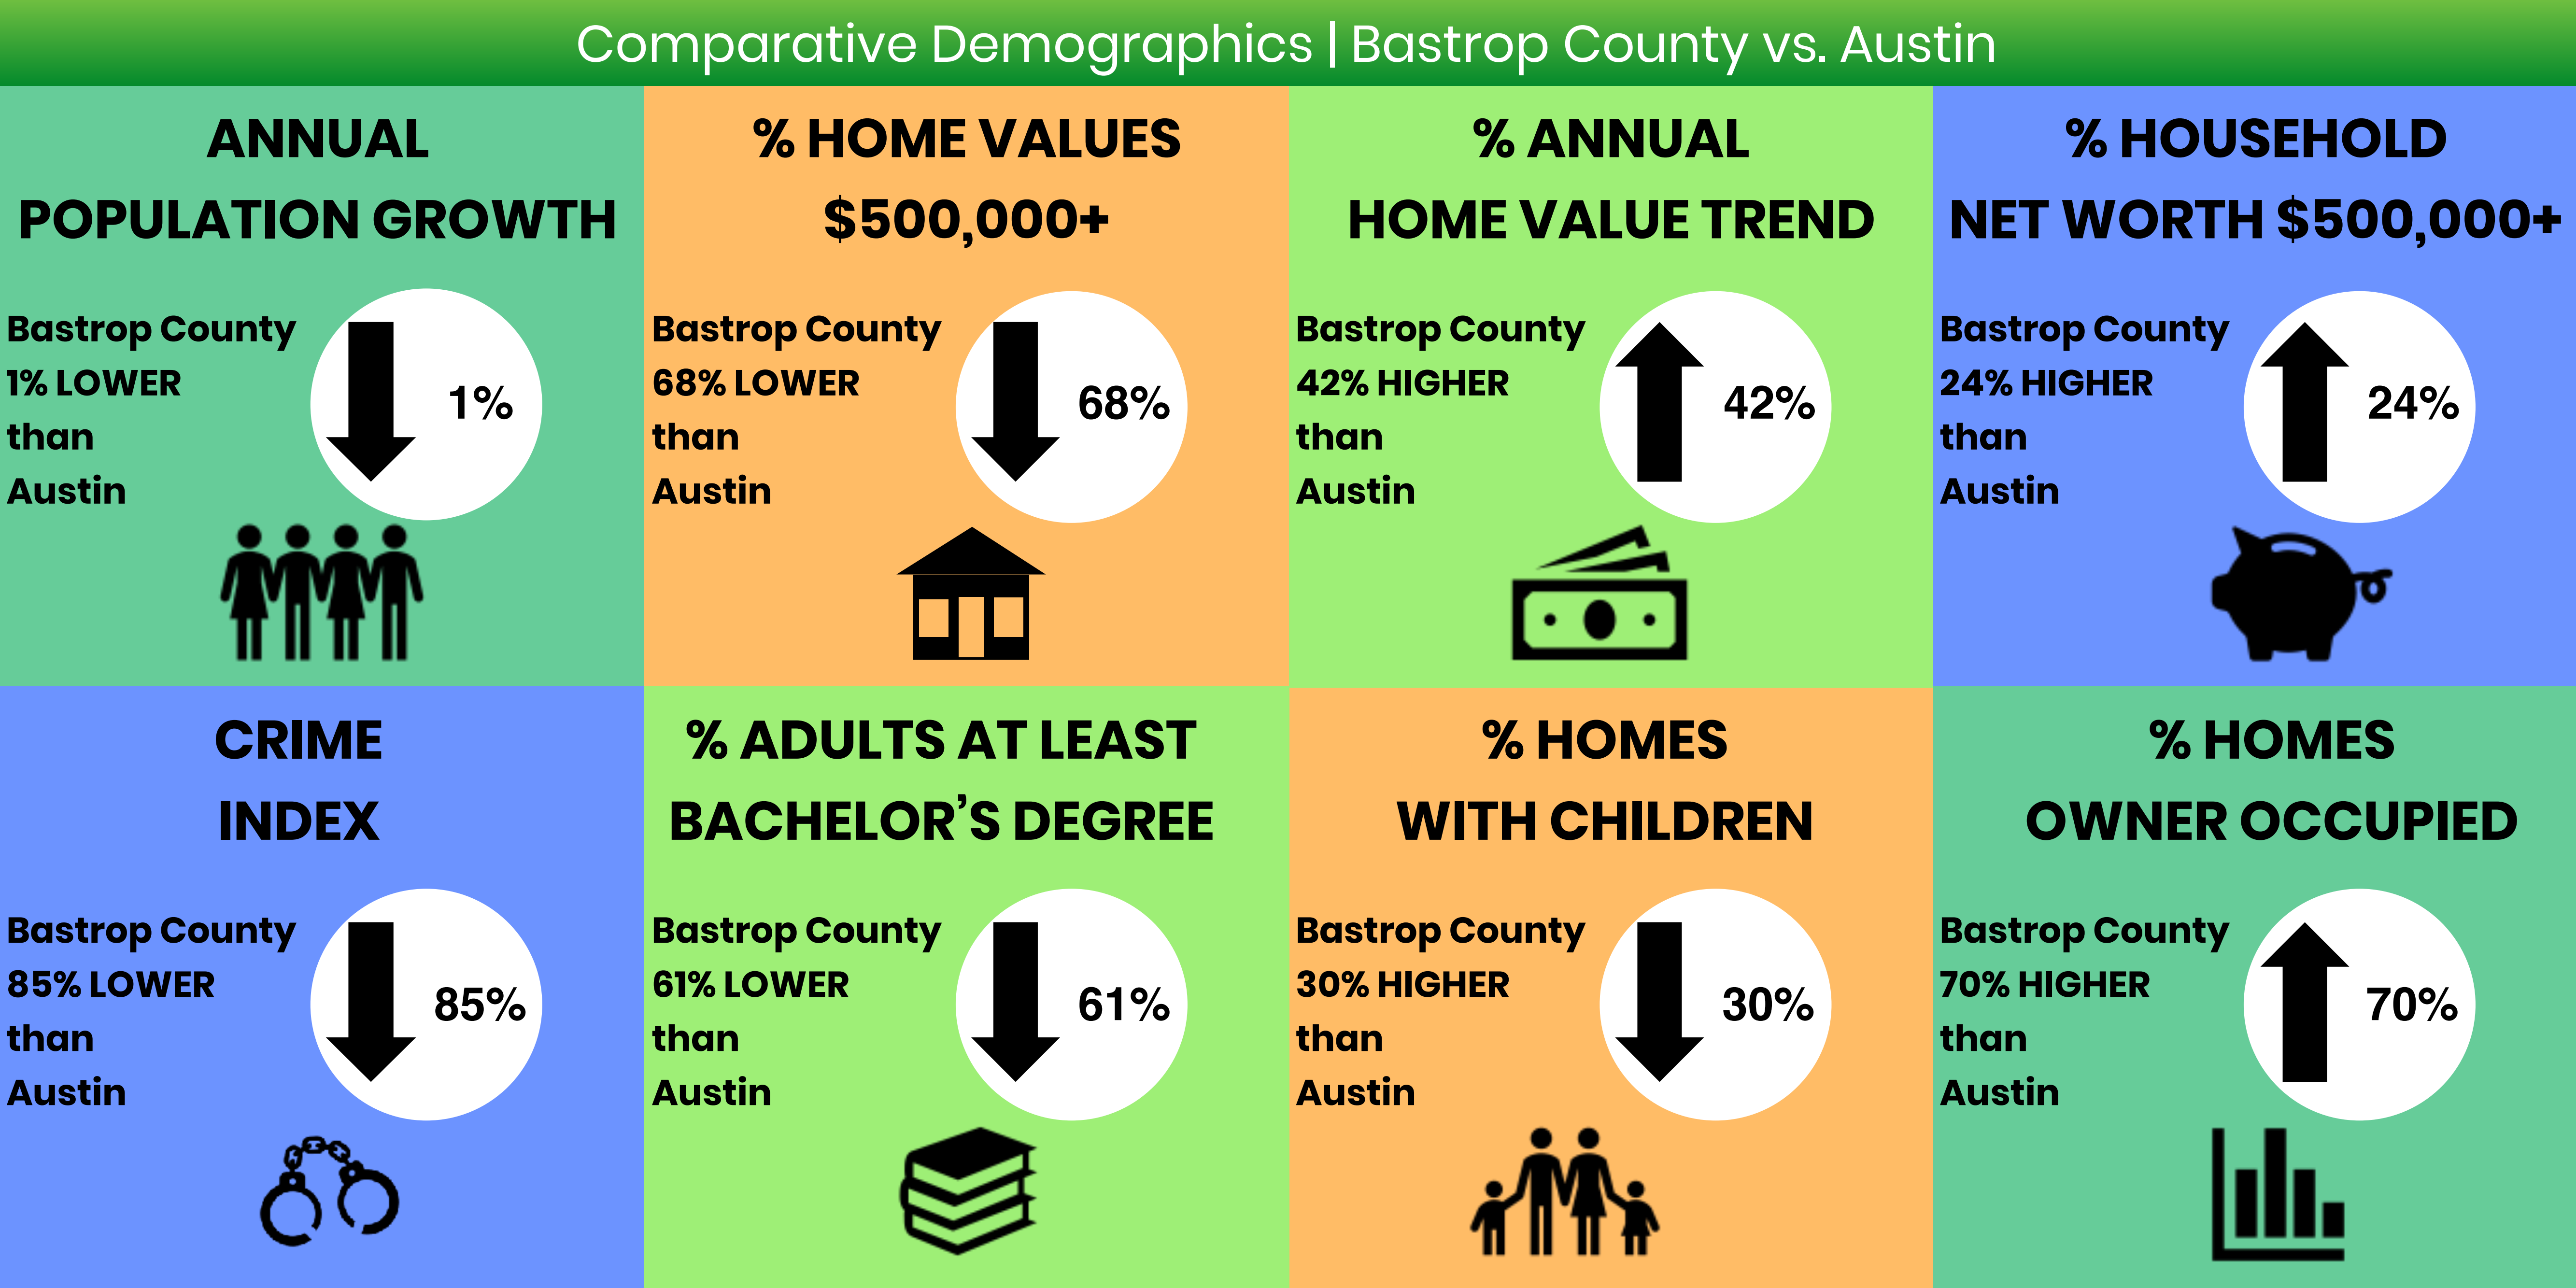 Comparative Demographics | Bastrop County vs. Austin
ANNUAL
POPULATION GROWTH
Bastrop County
1% LOWER
than
Austin
1%
% HOME VALUES
$500,000+
Bastrop County
68% LOWER
than
Austin
68%
% ANNUAL
HOME VALUE TREND
Bastrop County
42% HIGHER
than
Austin
42%
% HOUSEHOLD
NET WORTH $500,000+
Bastrop County
24% HIGHER
than
Austin
24%
CRIME
INDEX
Bastrop County
85% LOWER
than
Austin
85%
% ADULTS AT LEAST
BACHELOR’S DEGREE
Bastrop County
61% LOWER
than
Austin
61%
% HOMES
WITH CHILDREN
Bastrop County
30% HIGHER
than
Austin
30%
% HOMES
OWNER OCCUPIED
Bastrop County
70% HIGHER
than
Austin
70%